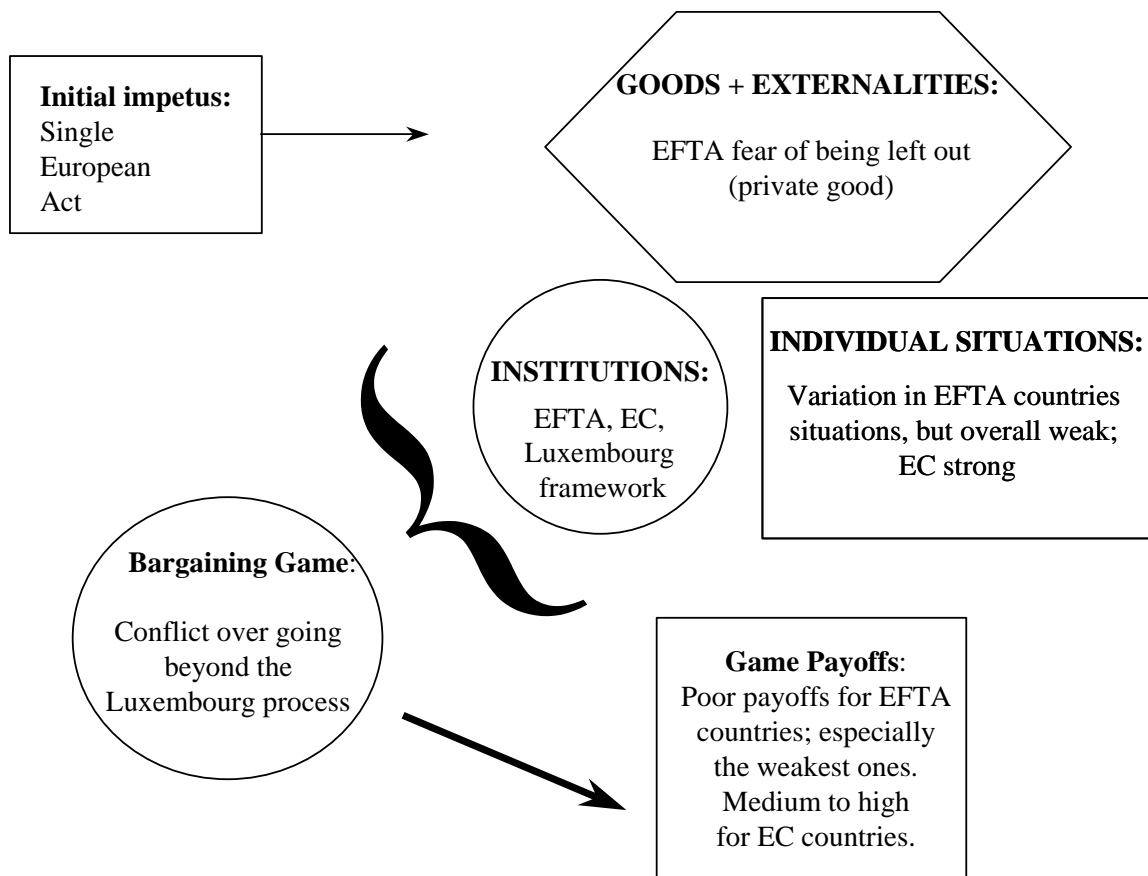 Initial impetus:
Single
European
Act
GOODS + EXTERNALITIES:
EFTA fear of being left out
(private good)
INSTITUTIONS:
EFTA, EC,
Luxembourg
framework
INDIVIDUAL SITUATIONS:
Variation in EFTA countries
situations, but overall weak;
EC strong
Bargaining Game:
Conflict over going
beyond the
Luxembourg process
Game Payoffs:
Poor payoffs for EFTA
countries; especially
the weakest ones.
Medium to high
for EC countries.